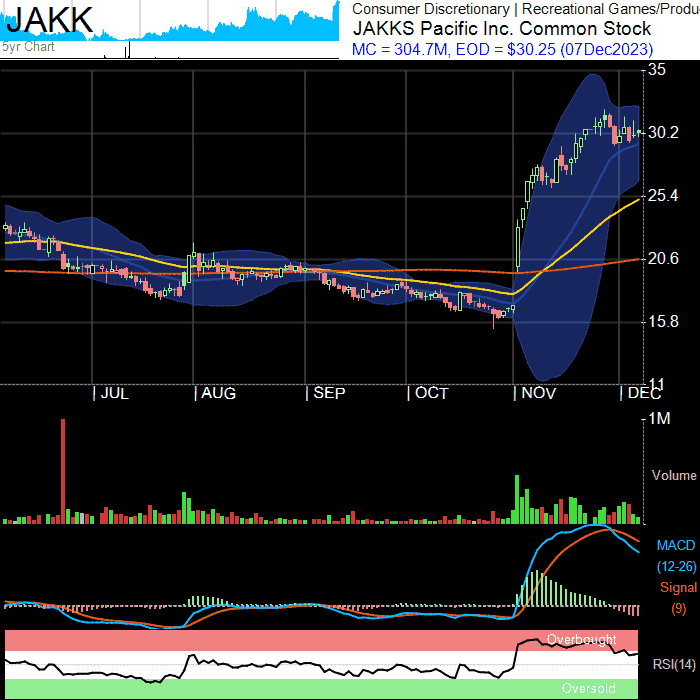 JAKK
5yr Chart
Consumer Discretionary | Recreational Games/Produ
JAKKS Pacific Inc. Common Stock
MC = 304.7M, EOD = $30.25 (07Dec2023)
35
30.2
25.4
20.6
15.8
11
| JUL | AUG | SEP | OCT | NOV | DEC
1M
Volume
MACD
(12-26)
Signal
(9)
Overbought
RSI(14)
Oversold